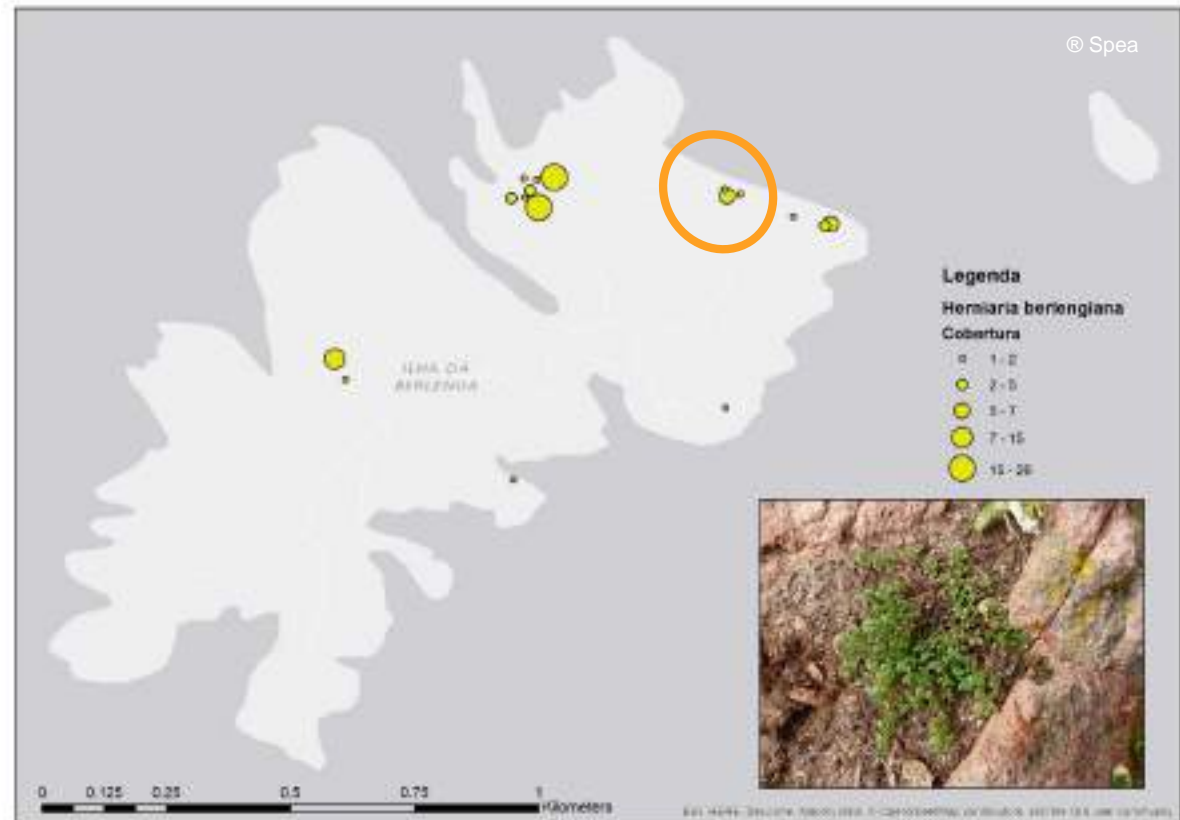 ® Spea
ILHA DA
BERLENGA
Legenda
Herniaria berlengiana
Cobertura
1 - 2
2 - 5
5 - 7
7 - 15
15 - 26
0 0.125 0.25 0.5 0.75 1
Kilometers